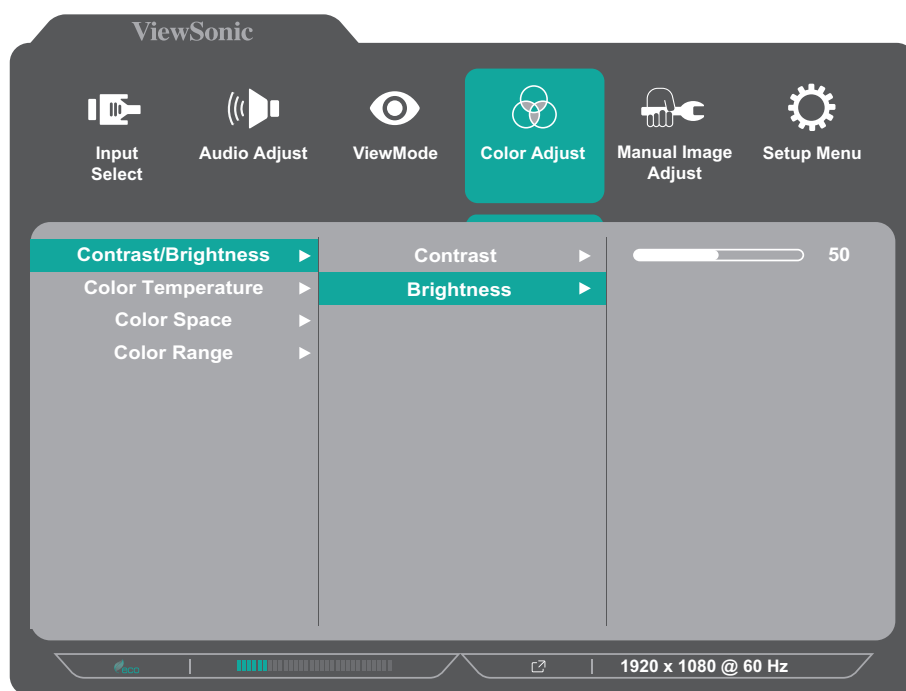 ViewSonic
Input
Select
Audio Adjust
ViewMode
Color Adjust
Manual Image
Adjust
Setup Menu
Contrast/Brightness
Color Temperature
Color Space
Color Range
Contrast
Brightness
50
eco
1920 x 1080 @ 60 Hz